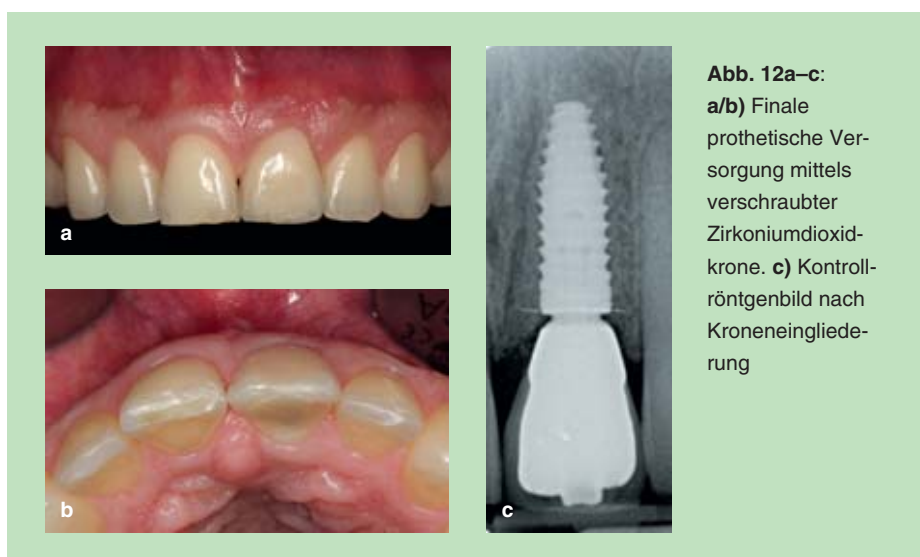 a
b
c
Abb. 12a–c:
a/b) Finale
prothetische Ver-
sorgung mittels
verschraubter
Zirkoniumdioxid-
krone. c) Kontroll-
röntgenbild nach
Kroneneingliede-
rung